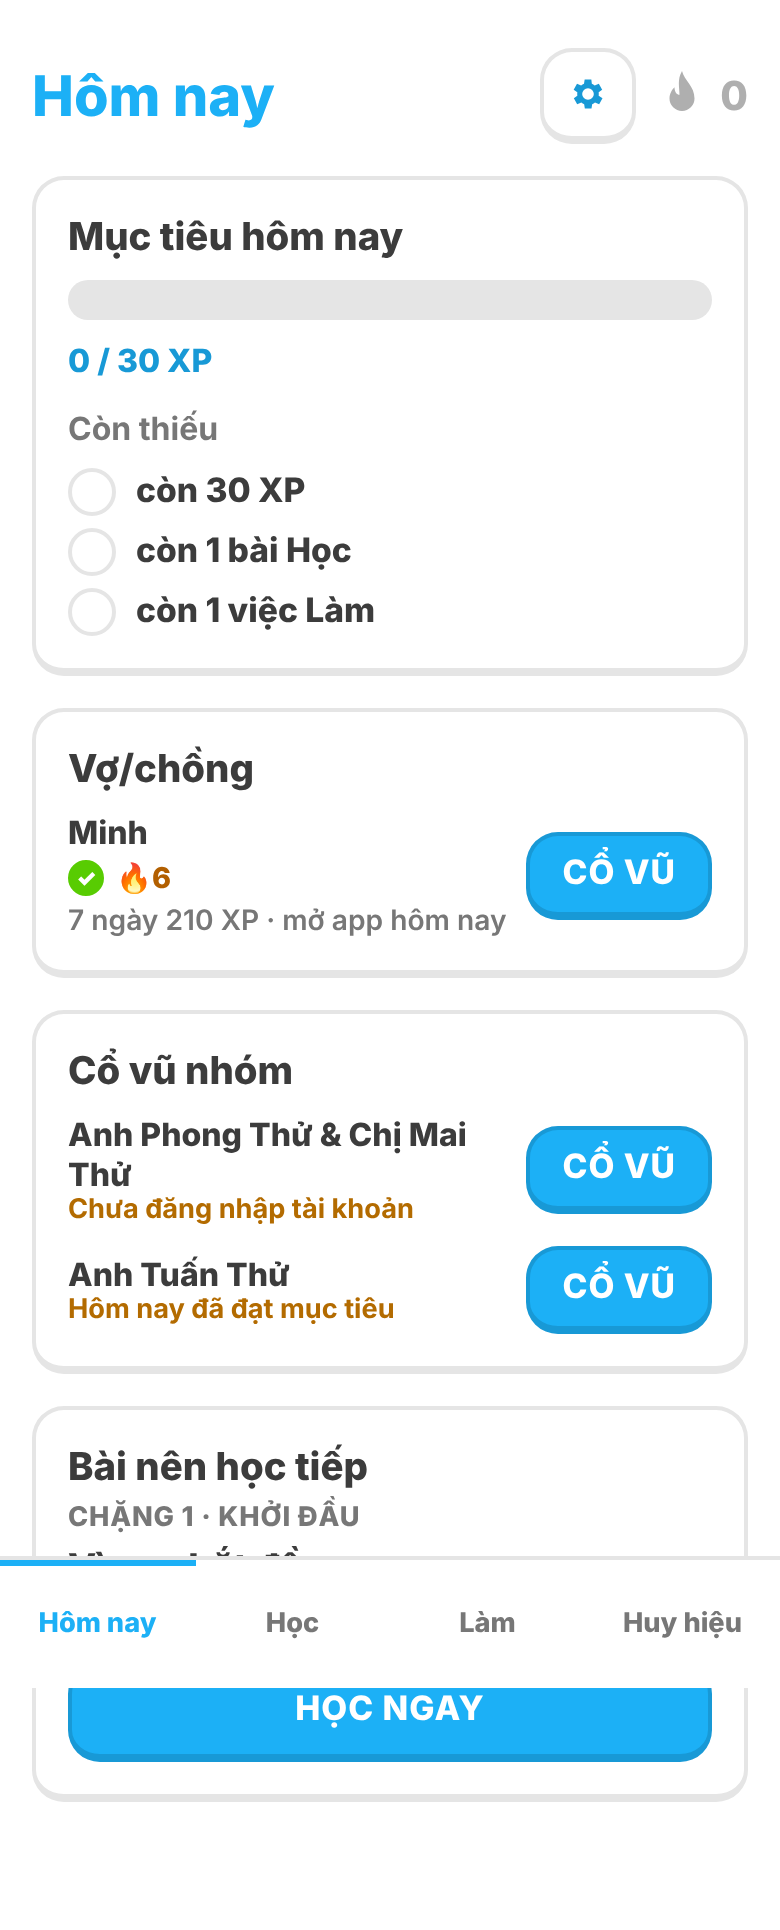 Hôm nay
0
Mục tiêu hôm nay
0 / 30 XP
Còn thiếu
còn 30 XP
còn 1 bài Học
còn 1 việc Làm
Vợ/chồng
Minh
6
7 ngày 210 XP · mở app hôm nay
CỔ VŨ
Cổ vũ nhóm
Anh Phong Thử & Chị Mai
Thử
Chưa đăng nhập tài khoản
CỔ VŨ
Anh Tuấn Thử
Hôm nay đã đạt mục tiêu
CỔ VŨ
Bài nên học tiếp
CHẶNG 1 · KHỞI ĐẦU
Hôm nay
Học
Làm
Huy hiệu
HỌC NGAY